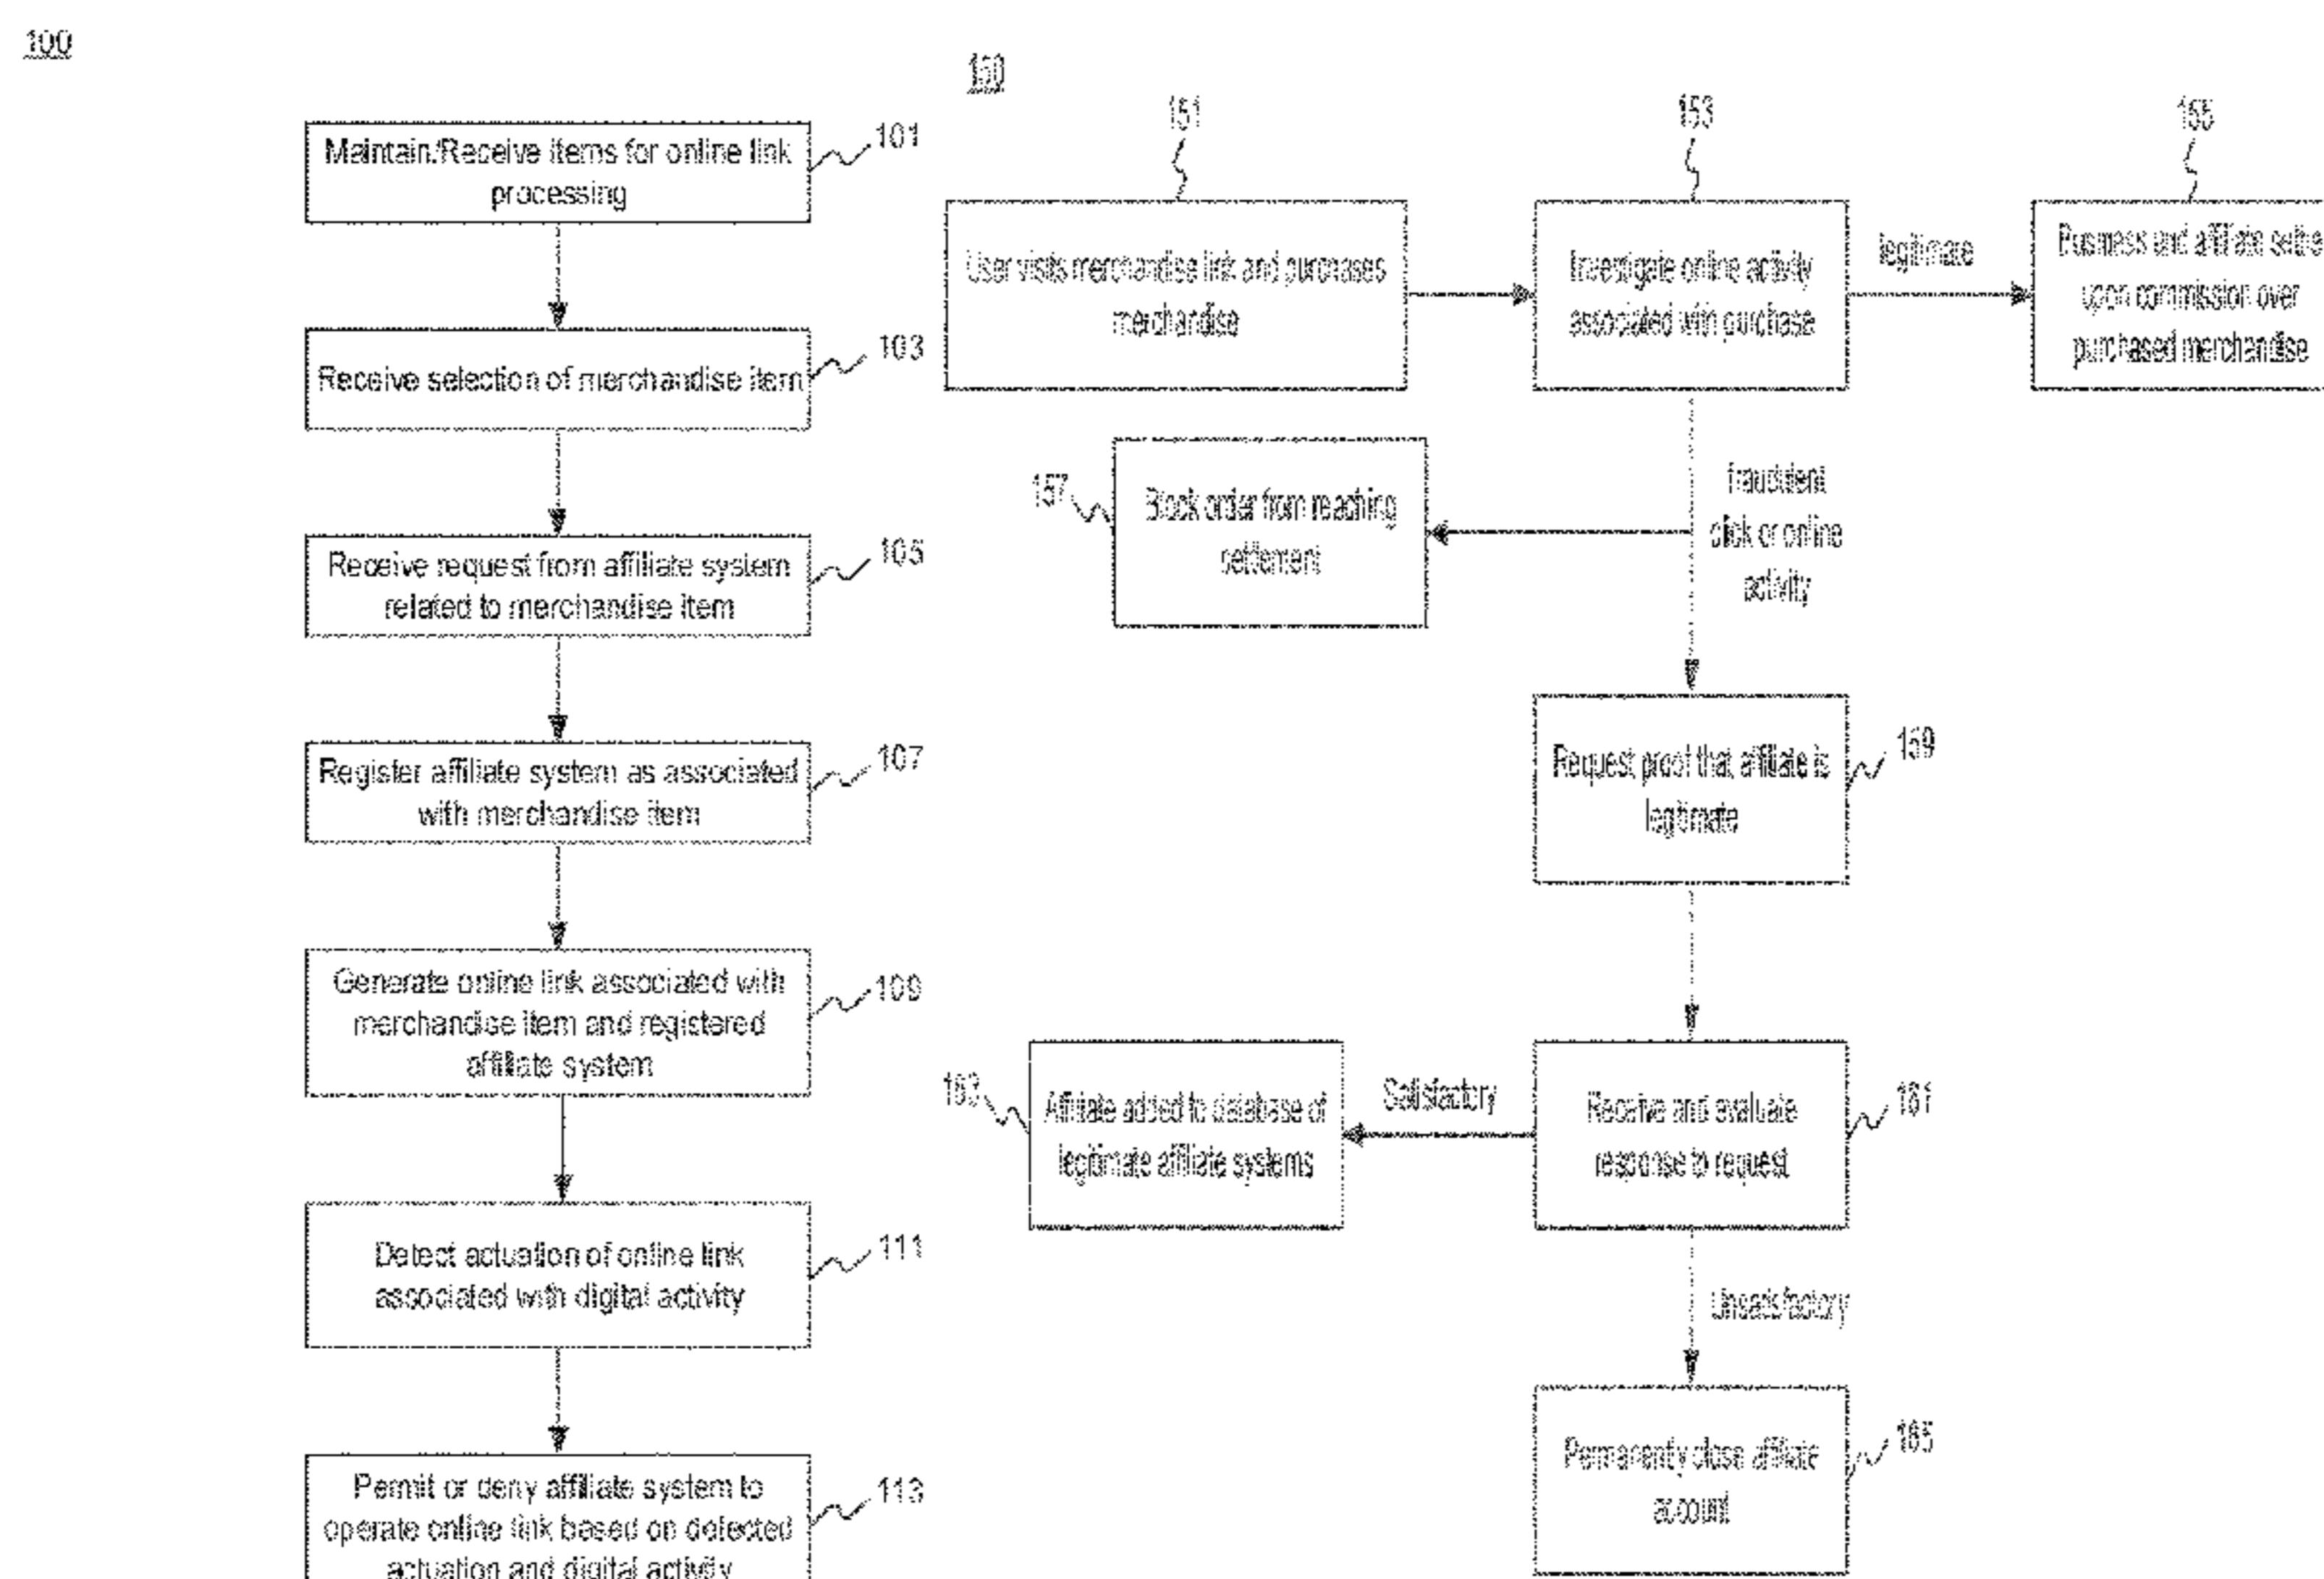 100
101
Maintain/Receive items for online link
processing
103
Receive selection of merchandise item
105
Receive request from affiliate system
related to merchandise item
107
Register affiliate system as associated
with merchandise item
109
Generate online link associated with
merchandise item and registered
affiliate system
111
Detect actuation of online link
associated with digital activity
113
Permit or deny affiliate system to
operate online link based on detected
actuation and digital activity
150
151
User visits merchandise link and purchases
merchandise
153
Investigate online activity
associated with purchase
legitimate
155
Business and affiliate settle
upon commission over
purchased merchandise
157
Block order from reaching
settlement
fraudulent
click or online
activity
159
Request proof that affiliate is
legitimate
161
Receive and evaluate
response to request
Satisfactory
163
Affiliate added to database of
legitimate affiliate systems
Unsatisfactory
165
Permanently close affiliate
account